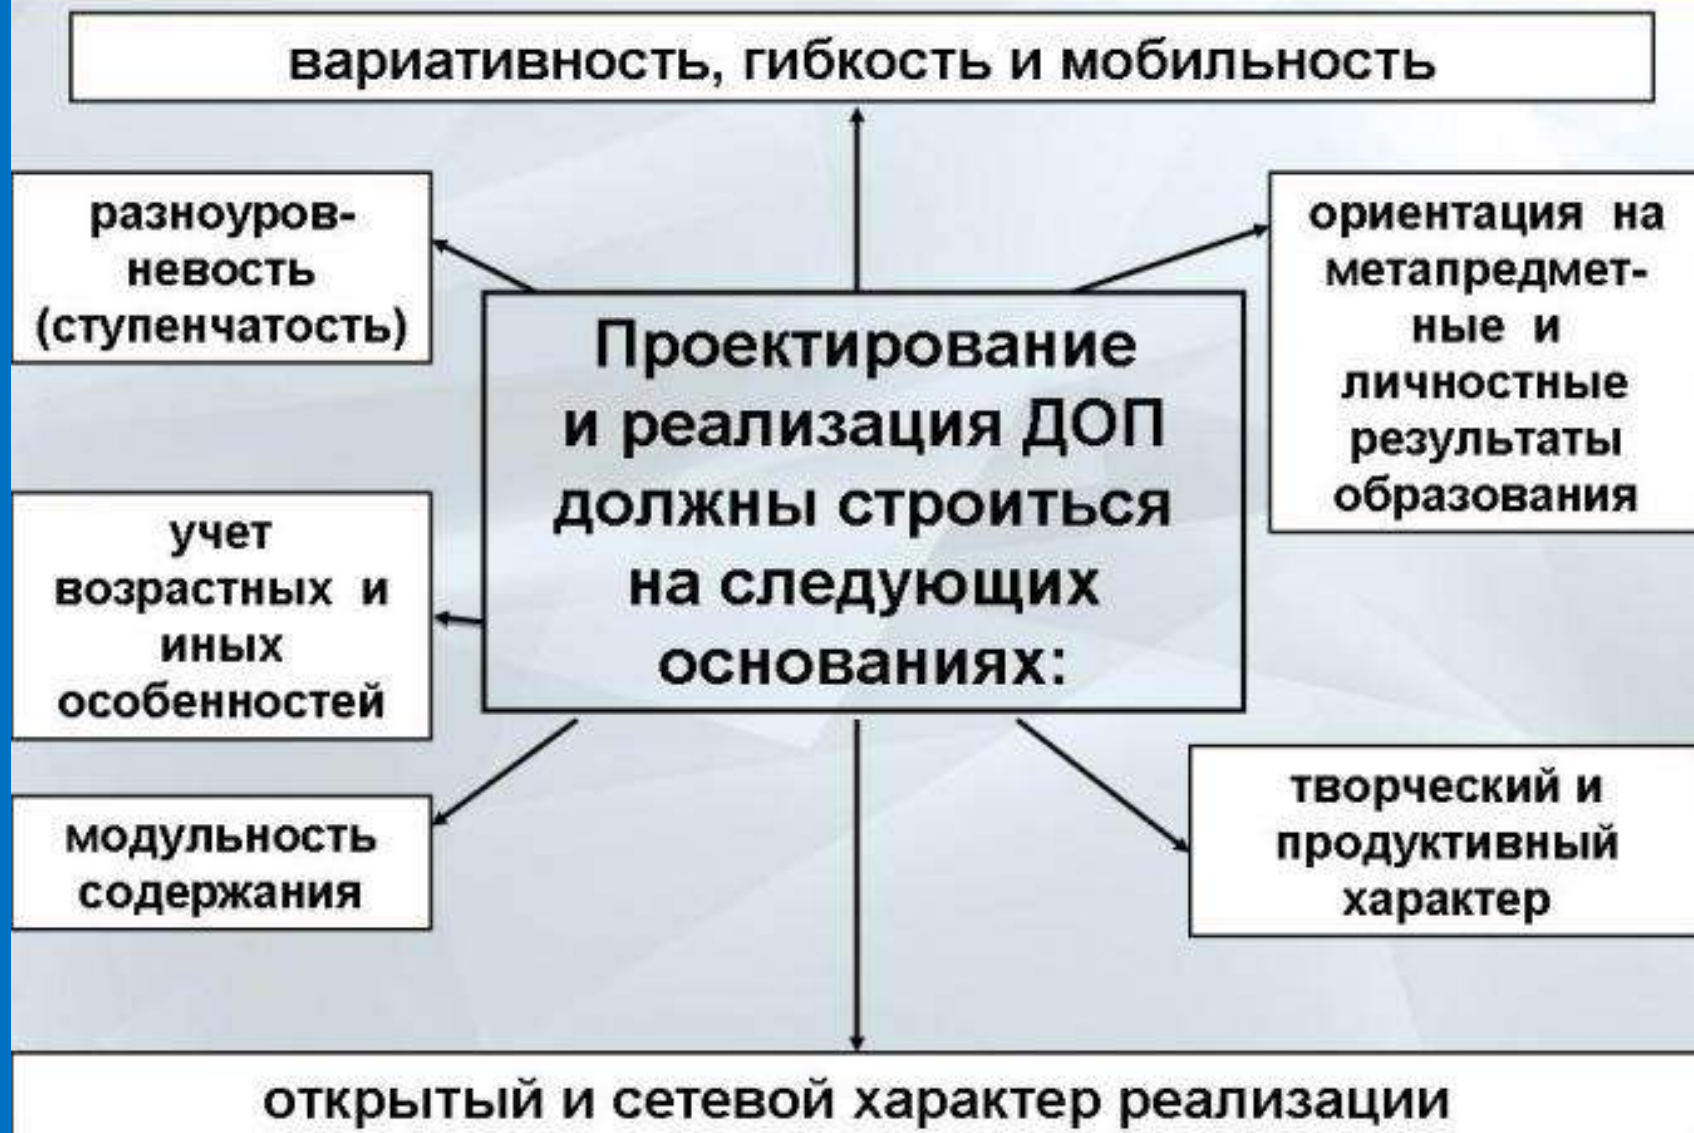 вариативность, гибкость и мобильность
разноуров-
невость
(ступенчатость)
ориентация на
метапредмет-
ные и
личностные
результаты
образования
Проектирование
и реализация ДОП
должны строиться
на следующих
основаниях:
учет
возрастных и
иных
особенностей
модульность
содержания
творческий и
продуктивный
характер
открытый и сетевой характер реализации